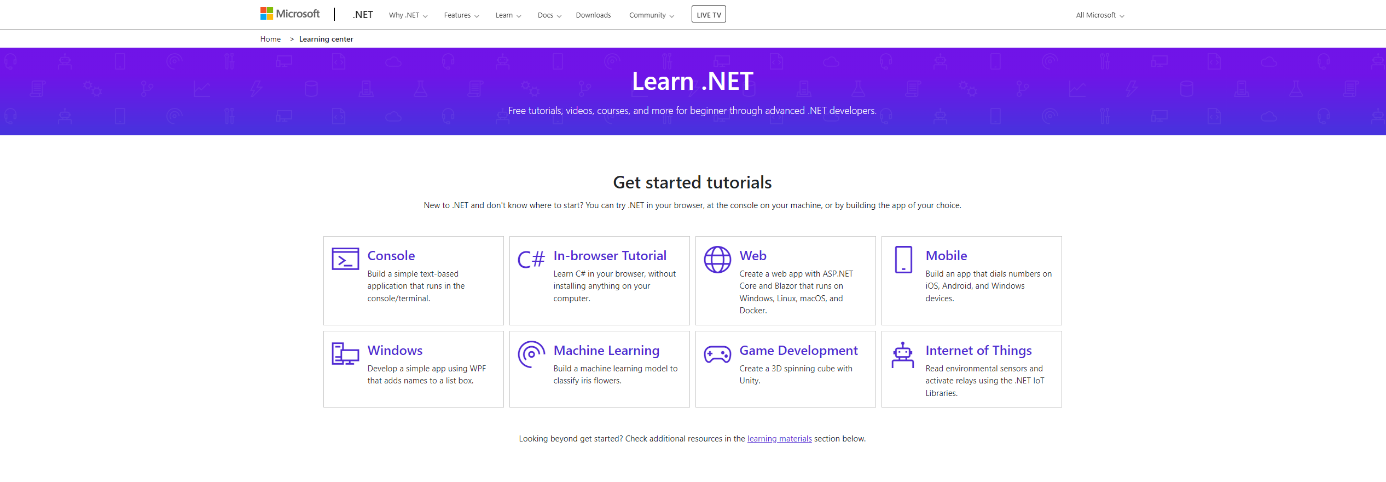 Microsoft .NET Why .NET Features Learn Docs Downloads Community LIVE TV All Microsoft
Home > Learning center
Learn .NET
Free tutorials, videos, courses, and more for beginner through advanced .NET developers.
Get started tutorials
New to .NET and don't know where to start? You can try .NET in your browser, at the console on your machine, or by building the app of your choice.
Console
Build a simple text-based
application that runs in the
console/terminal.
C#
In-browser Tutorial
Learn C# in your browser, without
installing anything on your
computer.
Web
Create a web app with ASP.NET
Core and Blazor that runs on
Windows, Linux, macOS, and
Docker.
Mobile
Build an app that dials numbers on
iOS, Android, and Windows
devices.
Windows
Develop a simple app using WPF
that adds names to a list box.
Machine Learning
Build a machine learning model to
classify iris flowers.
Game Development
Create a 3D spinning cube with
Unity.
Internet of Things
Read environmental sensors and
activate relays using the .NET IoT
Libraries.
Looking beyond get started? Check additional resources in the learning materials section below.